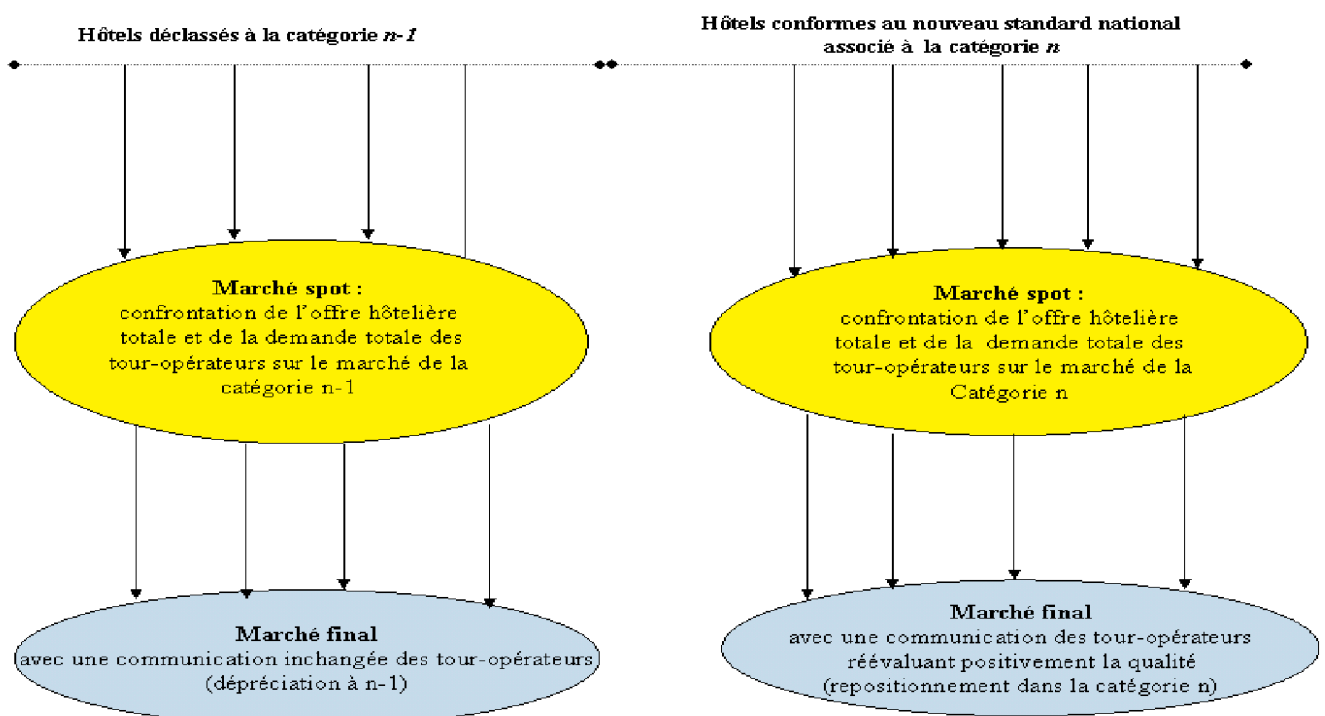 Hôtels déclassés à la catégorie n-1
Hôtels conformes au nouveau standard national
associé à la catégorie n
Marché spot :
confrontation de l'offre hôtelière
totale et de la demande totale des
tour-opérateurs sur le marché de la
catégorie n-1
Marché spot :
confrontation de l'offre hôtelière
totale et de la demande totale des
tour-opérateurs sur le marché de la
Catégorie n
Marché final
avec une communication inchangée des tour-opérateurs
(dépréciation à n-1)
Marché final
avec une communication des tour-opérateurs
réévaluant positivement la qualité
(repositionnement dans la catégorie n)